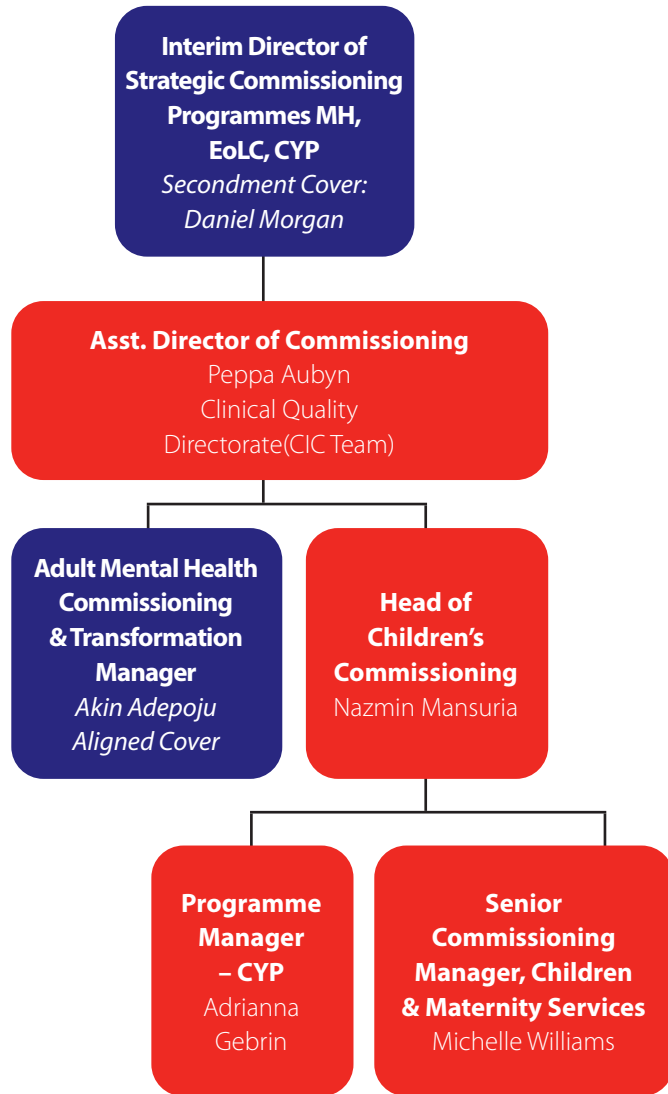 Interim Director of
Strategic Commissioning
Programmes MH,
EoLC, CYP
Secondment Cover:
Daniel Morgan
Asst. Director of Commissioning
Peppa Aubyn
Clinical Quality
Directorate(CIC Team)
Adult Mental Health
Commissioning
& Transformation
Manager
Akin Adepoju
Aligned Cover
Head of
Children’s
Commissioning
Nazmin Mansuria
Programme
Manager
– CYP
Adrianna
Gebrin
Senior
Commissioning
Manager, Children
& Maternity Services
Michelle Williams